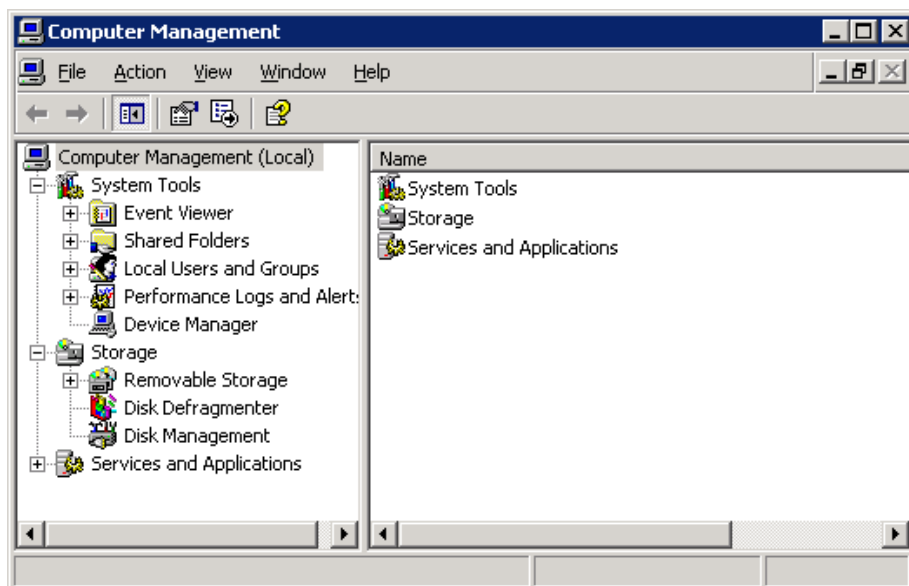 Computer Management
File Action View Window Help
Computer Management (Local)
System Tools
Event Viewer
Shared Folders
Local Users and Groups
Performance Logs and Alert
Device Manager
Storage
Removable Storage
Disk Defragmenter
Disk Management
Services and Applications
Name
System Tools
Storage
Services and Applications